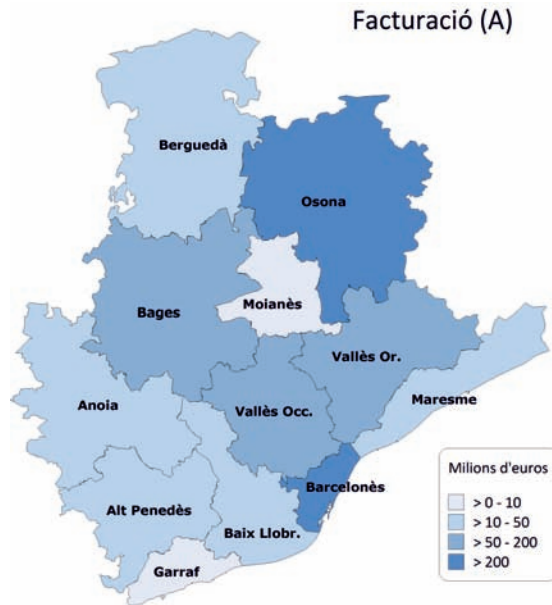 Facturació (A)
Berguedà
Osona
Moianès
Bages
Vallès Or.
Maresme
Anoia
Vallès Occ.
Barcelonès
Alt Penedès
Baix Llobr.
Garraf
Milions d'euros
> 0 - 10
> 10 - 50
> 50 - 200
> 200